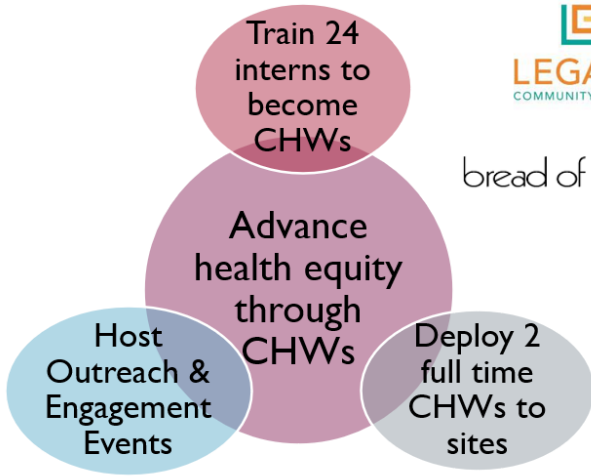 Train 24
interns to
become
CHWs
LEGA
COMMUNITY
bread of
Advance
health equity
through
CHWs
Host
Outreach &
Engagement
Events
Deploy 2
full time
CHWs to
sites